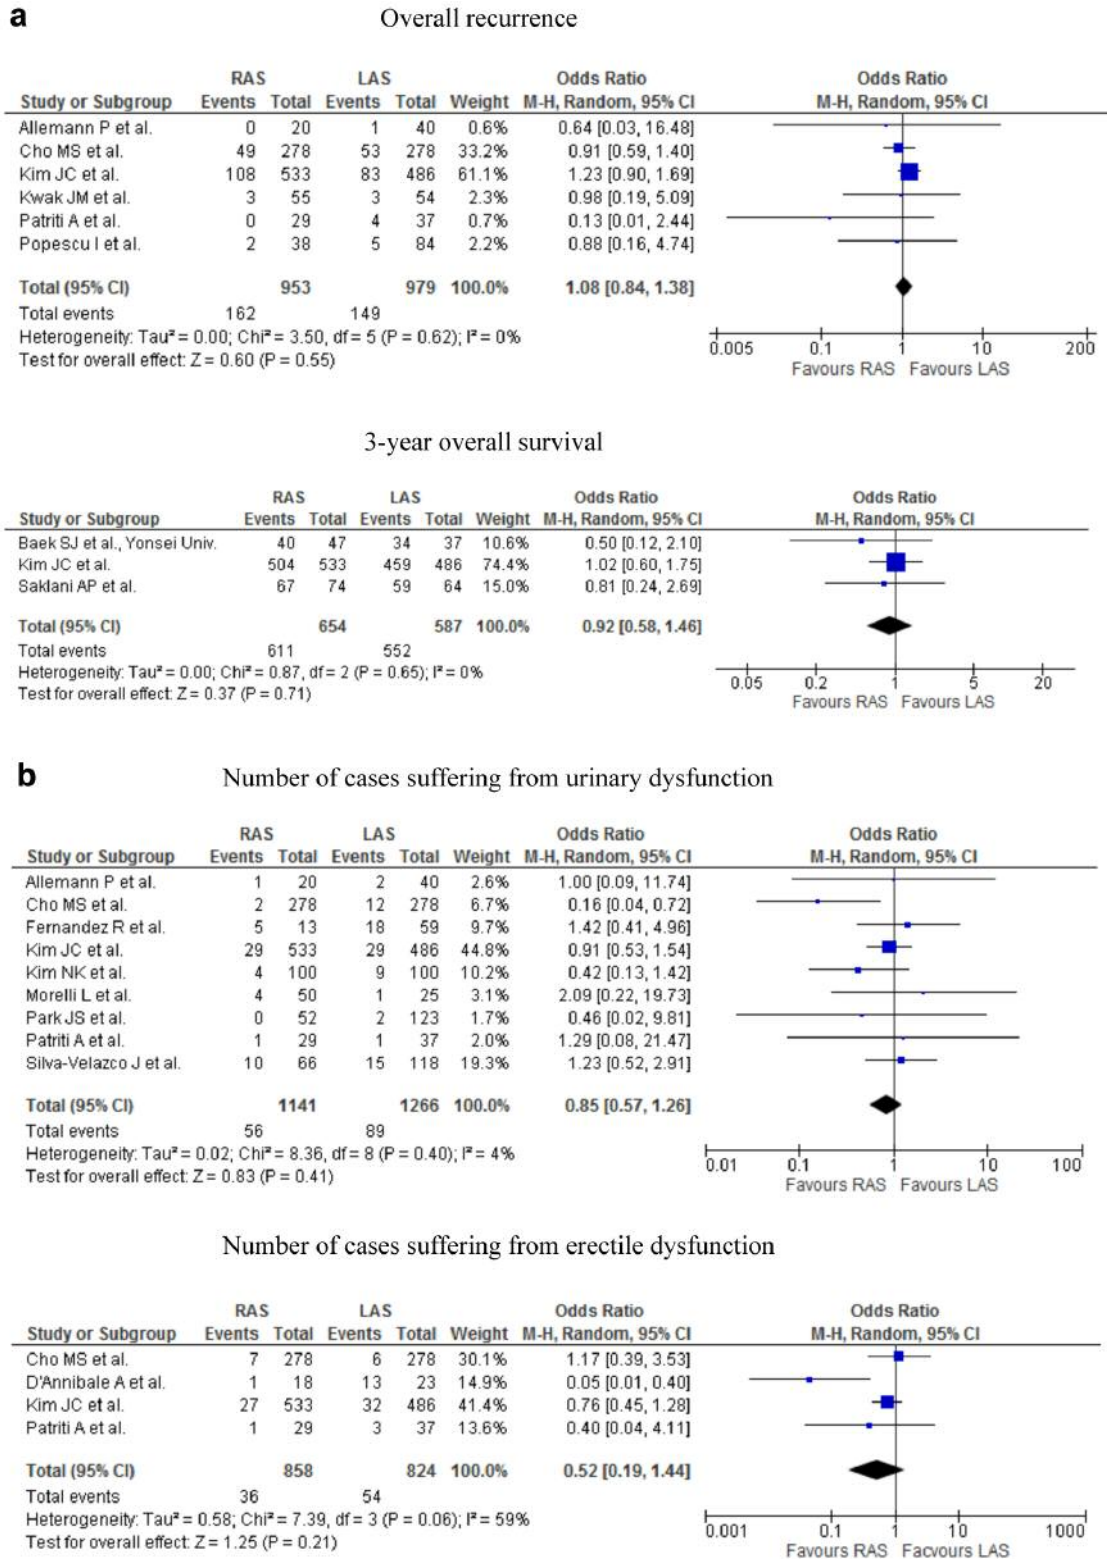 a
Overall recurrence
RAS LAS Odds Ratio Odds Ratio
Study or Subgroup Events Total Events Total Weight M-H, Random, 95% CI M-H, Random, 95% CI
Allemann P et al. 0 20 1 40 0.6% 0.64 [0.03, 16.48]
Cho MS et al. 49 278 53 278 33.2% 0.91 [0.59, 1.40]
Kim JC et al. 108 533 83 486 61.1% 1.23 [0.90, 1.69]
Kwak JM et al. 3 55 3 54 2.3% 0.98 [0.19, 5.09]
Patriti A et al. 0 29 4 37 0.7% 0.13 [0.01, 2.44]
Popescu I et al. 2 38 5 84 2.2% 0.88 [0.16, 4.74]
Total (95% CI) 953 979 100.0% 1.08 [0.84, 1.38]
Total events 162 149
Heterogeneity: Tau² = 0.00; Chi² = 3.50, df = 5 (P = 0.62); I² = 0%
Test for overall effect: Z = 0.60 (P = 0.55)
0.005 0.1 1 10 200
Favours RAS Favours LAS
3-year overall survival
RAS LAS Odds Ratio Odds Ratio
Study or Subgroup Events Total Events Total Weight M-H, Random, 95% CI M-H, Random, 95% CI
Baek SJ et al., Yonsei Univ. 40 47 34 37 10.6% 0.50 [0.12, 2.10]
Kim JC et al. 504 533 459 486 74.4% 1.02 [0.60, 1.75]
Saklani AP et al. 67 74 59 64 15.0% 0.81 [0.24, 2.69]
Total (95% CI) 654 587 100.0% 0.92 [0.58, 1.46]
Total events 611 552
Heterogeneity: Tau² = 0.00; Chi² = 0.87, df = 2 (P = 0.65); I² = 0%
Test for overall effect: Z = 0.37 (P = 0.71)
0.05 0.2 1 5 20
Favours RAS Favours LAS
b
Number of cases suffering from urinary dysfunction
RAS LAS Odds Ratio Odds Ratio
Study or Subgroup Events Total Events Total Weight M-H, Random, 95% CI M-H, Random, 95% CI
Allemann P et al. 1 20 2 40 2.6% 1.00 [0.09, 11.74]
Cho MS et al. 2 278 12 278 6.7% 0.16 [0.04, 0.72]
Fernandez R et al. 5 13 18 59 9.7% 1.42 [0.41, 4.96]
Kim JC et al. 29 533 29 486 44.8% 0.91 [0.53, 1.54]
Kim NK et al. 4 100 9 100 10.2% 0.42 [0.13, 1.42]
Morelli L et al. 4 50 1 25 3.1% 2.09 [0.22, 19.73]
Park JS et al. 0 52 2 123 1.7% 0.46 [0.02, 9.81]
Patriti A et al. 1 29 1 37 2.0% 1.29 [0.08, 21.47]
Silva-Velazco J et al. 10 66 15 118 19.3% 1.23 [0.52, 2.91]
Total (95% CI) 1141 1266 100.0% 0.85 [0.57, 1.26]
Total events 56 89
Heterogeneity: Tau² = 0.02; Chi² = 8.36, df = 8 (P = 0.40); I² = 4%
Test for overall effect: Z = 0.83 (P = 0.41)
0.01 0.1 1 10 100
Favours RAS Favours LAS
Number of cases suffering from erectile dysfunction
RAS LAS Odds Ratio Odds Ratio
Study or Subgroup Events Total Events Total Weight M-H, Random, 95% CI M-H, Random, 95% CI
Cho MS et al. 7 278 6 278 30.1% 1.17 [0.39, 3.53]
D'Annibale A et al. 1 18 13 23 14.9% 0.05 [0.01, 0.40]
Kim JC et al. 27 533 32 486 41.4% 0.76 [0.45, 1.28]
Patriti A et al. 1 29 3 37 13.6% 0.40 [0.04, 4.11]
Total (95% CI) 858 824 100.0% 0.52 [0.19, 1.44]
Total events 36 54
Heterogeneity: Tau² = 0.58; Chi² = 7.39, df = 3 (P = 0.06); I² = 59%
Test for overall effect: Z = 1.25 (P = 0.21)
0.001 0.1 1 10 1000
Favours RAS Facvours LAS